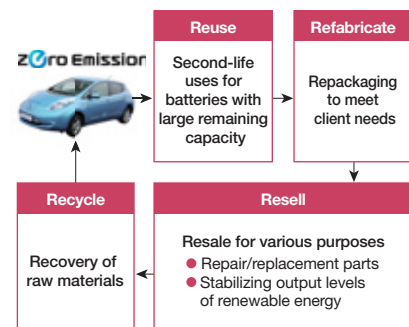 Zero Emission
Reuse
Second-life
uses for
batteries with
large remaining
capacity
Refabricate
Repackaging
to meet
client needs
Resell
Resale for various purposes
● Repair/replacement parts
● Stabilizing output levels
of renewable energy
Recycle
Recovery of
raw materials